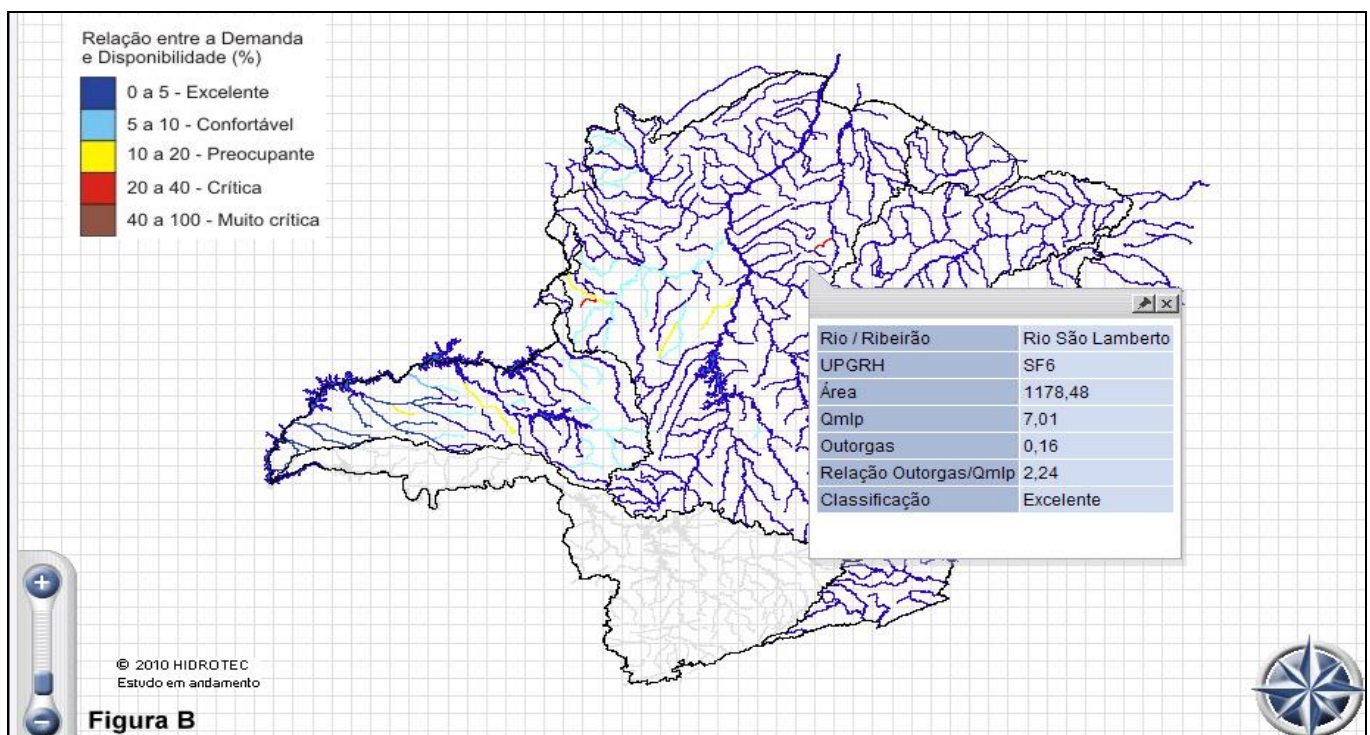 Relação entre a Demanda
e Disponibilidade (%)
0 a 5 - Excelente
5 a 10 - Confortável
10 a 20 - Preocupante
20 a 40 - Crítica
40 a 100 - Muito crítica
Rio / Ribeirão Rio São Lamberto
UPGRH SF6
Área 1178,48
Qmlp 7,01
Outorgas 0,16
Relação Outorgas/Qmlp 2,24
Classificação Excelente
© 2010 HIDROTEC
Estudo em andamento
Figura B